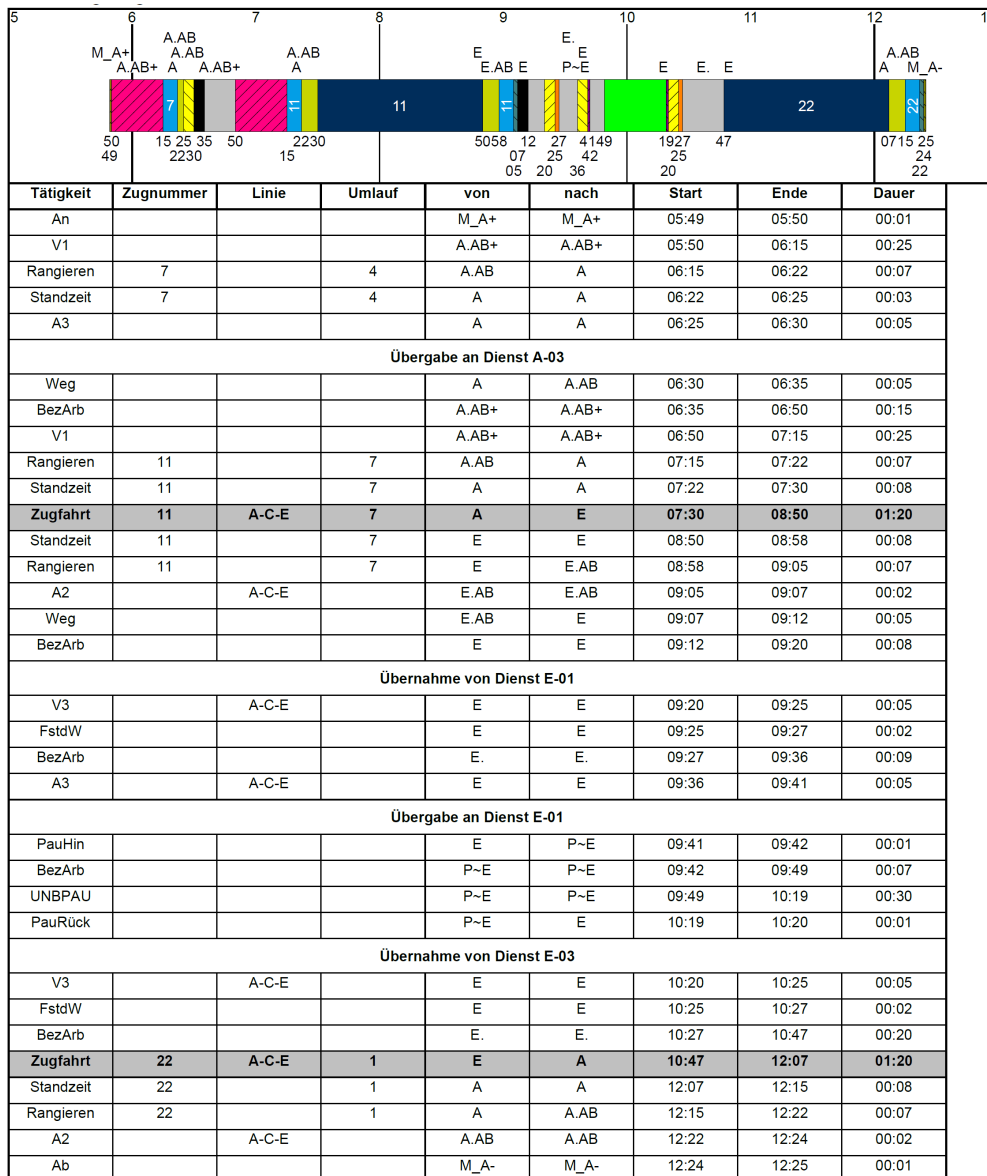 5 6 7 8 9 10 11 12 1
A.AB A.AB E. A.AB
M_A+ A.AB A.AB E E A M_A-
A.AB+ A A.AB+ A E.AB E P~E E E. E
7 11 11 11 22 22
50 15 25 35 50 2230 5058 12 27 4149 1927 47 0715 25
49 2230 15 07 25 42 25 24
05 20 36 20 22
Tätigkeit Zugnummer Linie Umlauf von nach Start Ende Dauer
An M_A+ M_A+ 05:49 05:50 00:01
V1 A.AB+ A.AB+ 05:50 06:15 00:25
Rangieren 7 4 A.AB A 06:15 06:22 00:07
Standzeit 7 4 A A 06:22 06:25 00:03
A3 A A 06:25 06:30 00:05
Übergabe an Dienst A-03
Weg A A.AB 06:30 06:35 00:05
BezArb A.AB+ A.AB+ 06:35 06:50 00:15
V1 A.AB+ A.AB+ 06:50 07:15 00:25
Rangieren 11 7 A.AB A 07:15 07:22 00:07
Standzeit 11 7 A A 07:22 07:30 00:08
Zugfahrt 11 A-C-E 7 A E 07:30 08:50 01:20
Standzeit 11 7 E E 08:50 08:58 00:08
Rangieren 11 7 E E.AB 08:58 09:05 00:07
A2 A-C-E E.AB E.AB 09:05 09:07 00:02
Weg E.AB E 09:07 09:12 00:05
BezArb E E 09:12 09:20 00:08
Übernahme von Dienst E-01
V3 A-C-E E E 09:20 09:25 00:05
FstdW E E 09:25 09:27 00:02
BezArb E. E. 09:27 09:36 00:09
A3 A-C-E E E 09:36 09:41 00:05
Übergabe an Dienst E-01
PauHin E P~E 09:41 09:42 00:01
BezArb P~E P~E 09:42 09:49 00:07
UNBPAU P~E P~E 09:49 10:19 00:30
PauRück P~E E 10:19 10:20 00:01
Übernahme von Dienst E-03
V3 A-C-E E E 10:20 10:25 00:05
FstdW E E 10:25 10:27 00:02
BezArb E. E. 10:27 10:47 00:20
Zugfahrt 22 A-C-E 1 E A 10:47 12:07 01:20
Standzeit 22 1 A A 12:07 12:15 00:08
Rangieren 22 1 A A.AB 12:15 12:22 00:07
A2 A-C-E A.AB A.AB 12:22 12:24 00:02
Ab M_A- M_A- 12:24 12:25 00:01